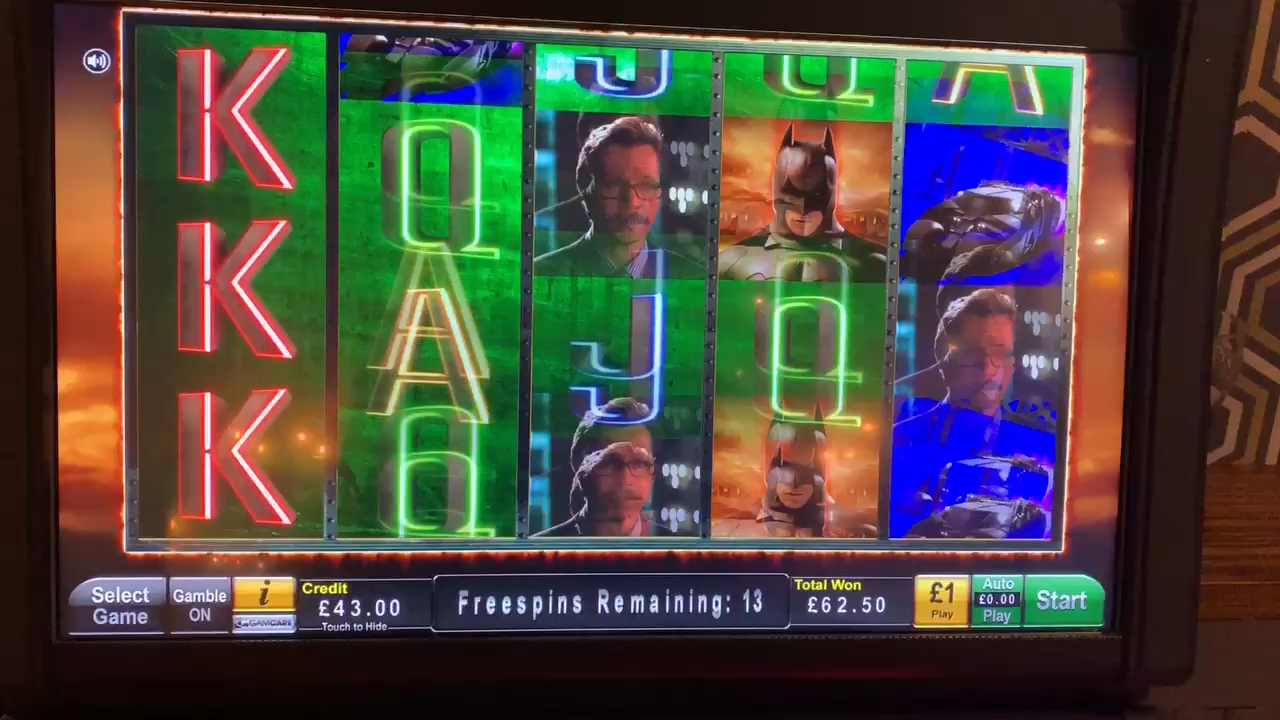 K
J
Q
A
K
Q
K
A
J
Q
Q
Select
Game
Gamble
ON
i
GAMCARE
Credit
£43.00
Touch to Hide
Freespins Remaining: 13
Total Won
£62.50
£1
Play
Auto
£0.00
Play
Start